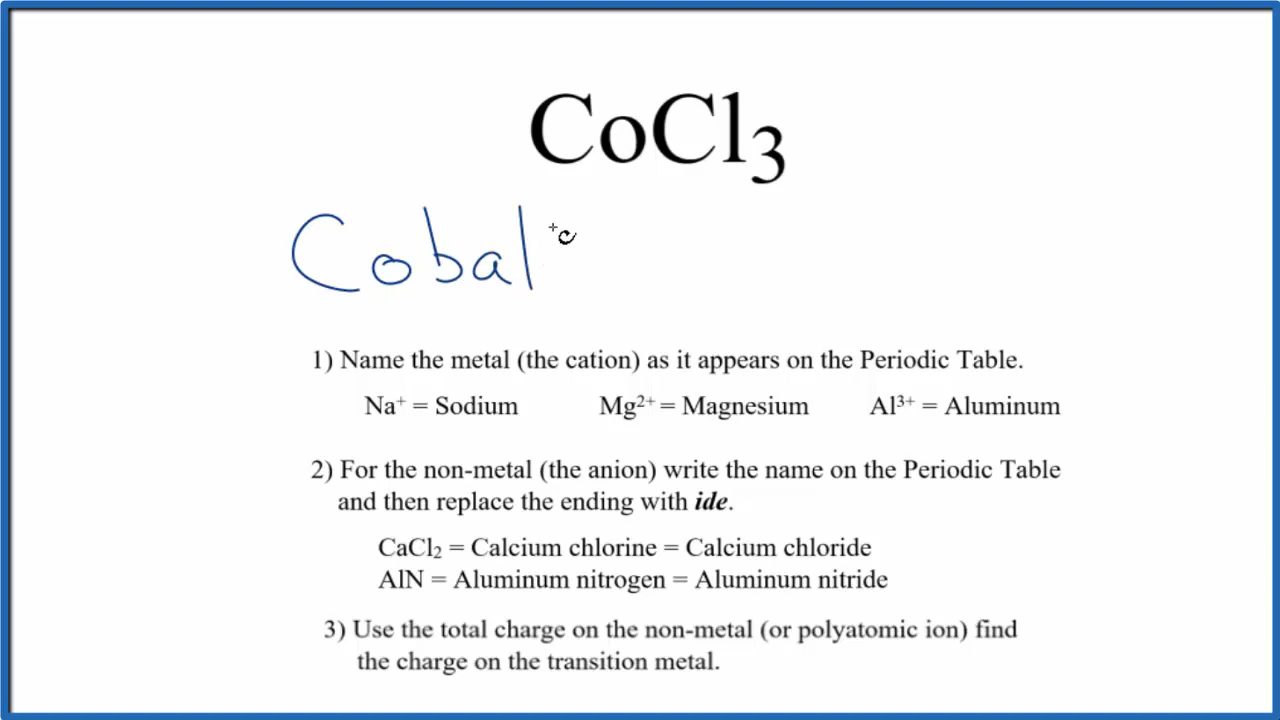 CoCl₃
Cobal
1) Name the metal (the cation) as it appears on the Periodic Table.
Na⁺ = Sodium Mg²⁺ = Magnesium Al³⁺ = Aluminum
2) For the non-metal (the anion) write the name on the Periodic Table
and then replace the ending with ide.
CaCl₂ = Calcium chlorine = Calcium chloride
AlN = Aluminum nitrogen = Aluminum nitride
3) Use the total charge on the non-metal (or polyatomic ion) find
the charge on the transition metal.